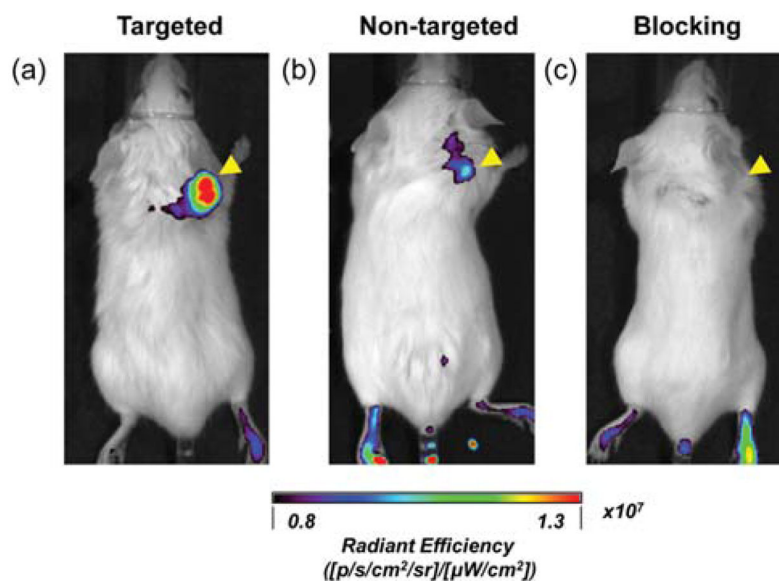 Targeted Non-targeted Blocking
(a) (b) (c)
0.8 1.3 x10⁷
Radiant Efficiency
([p/s/cm²/sr]/[µW/cm²])